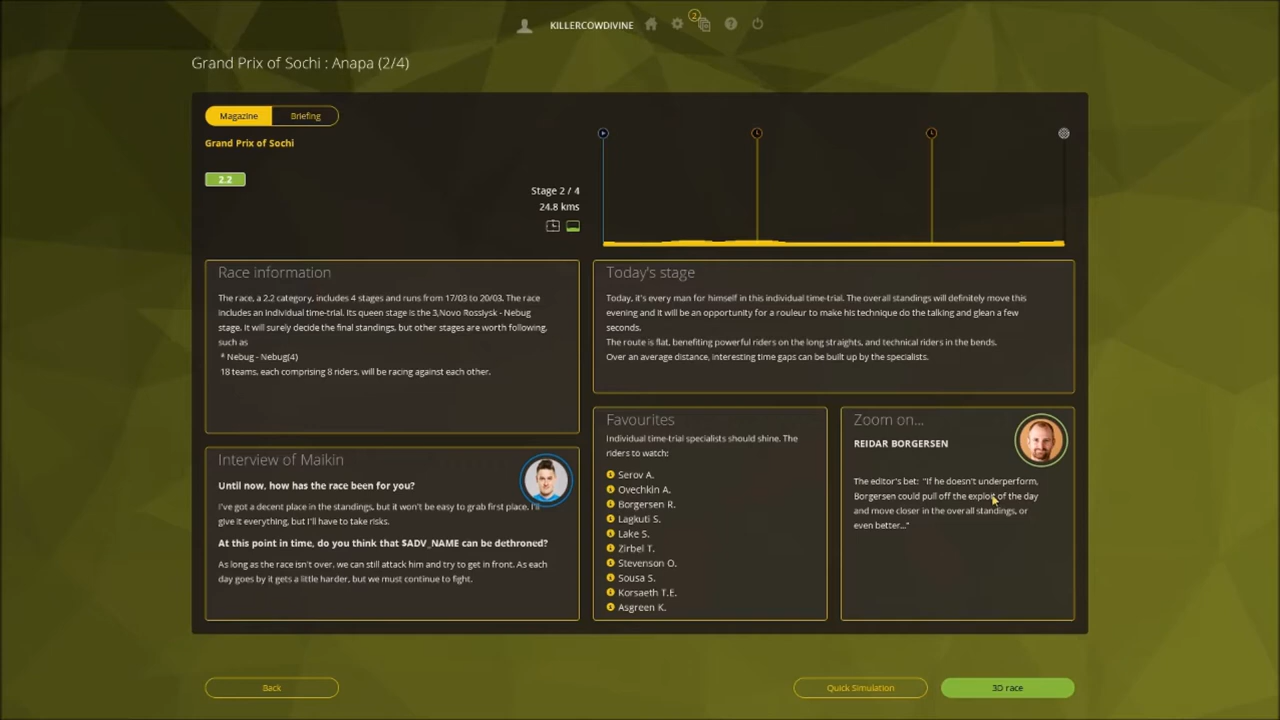 KILLERCOWDIVINE
2
Grand Prix of Sochi : Anapa (2/4)
Magazine
Briefing
Grand Prix of Sochi
2.2
Stage 2 / 4
24.8 kms
Race information
The race, a 2.2 category, includes 4 stages and runs from 17/03 to 20/03. The race
includes an individual time-trial. Its queen stage is the 3,Novo Rosslysk - Nebug
stage. It will surely decide the final standings, but other stages are worth following,
such as
* Nebug - Nebug(4)
18 teams, each comprising 8 riders, will be racing against each other.
Today's stage
Today, it's every man for himself in this individual time-trial. The overall standings will definitely move this
evening and it will be an opportunity for a rouleur to make his technique do the talking and glean a few
seconds.
The route is flat, benefiting powerful riders on the long straights, and technical riders in the bends.
Over an average distance, interesting time gaps can be built up by the specialists.
Interview of Maikin
Until now, how has the race been for you?
I've got a decent place in the standings, but it won't be easy to grab first place. I'll
give it everything, but I'll have to take risks.
At this point in time, do you think that $ADV_NAME can be dethroned?
As long as the race isn't over, we can still attack him and try to get in front. As each
day goes by it gets a little harder, but we must continue to fight.
Favourites
Individual time-trial specialists should shine. The
riders to watch:
Serov A.
Ovechkin A.
Borgersen R.
Lagkuti S.
Lake S.
Zirbel T.
Stevenson O.
Sousa S.
Korsaeth T.E.
Asgreen K.
Zoom on...
REIDAR BORGERSEN
The editor's bet: "If he doesn't underperform,
Borgersen could pull off the exploit of the day
and move closer in the overall standings, or
even better..."
Back
Quick Simulation
3D race